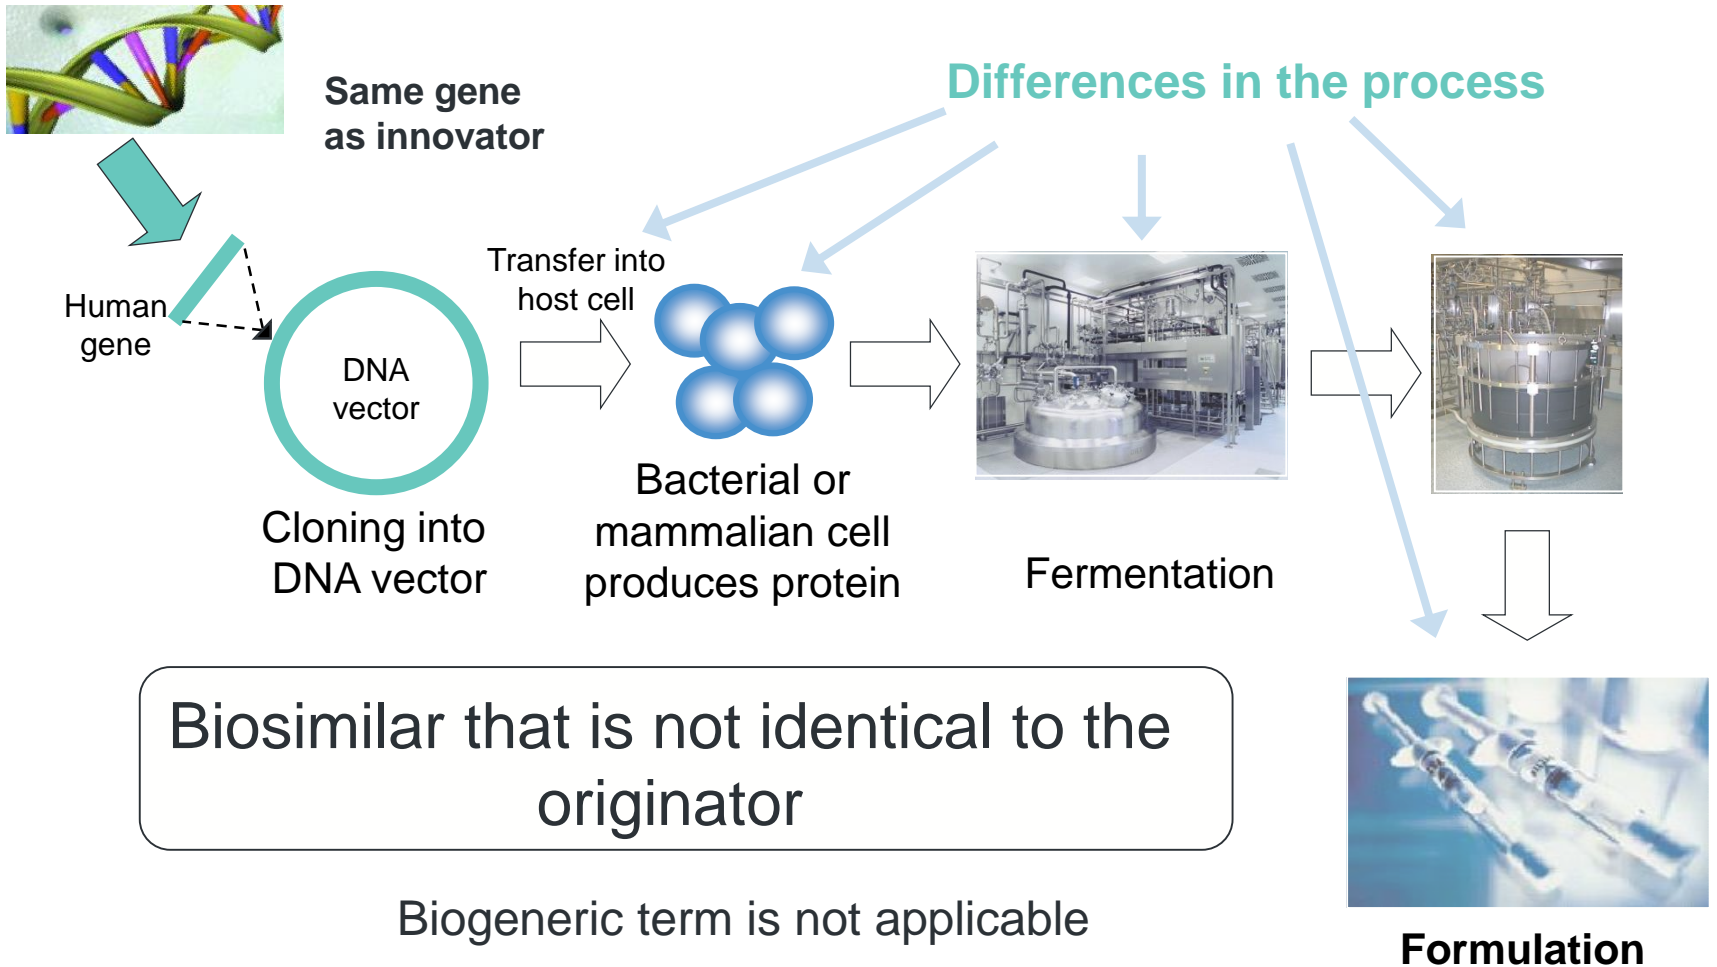 Same gene
as innovator
Differences in the process
Human
gene
DNA
vector
Transfer into
host cell
Cloning into
DNA vector
Bacterial or
mammalian cell
produces protein
Fermentation
Biosimilar that is not identical to the
originator
Biogeneric term is not applicable
Formulation